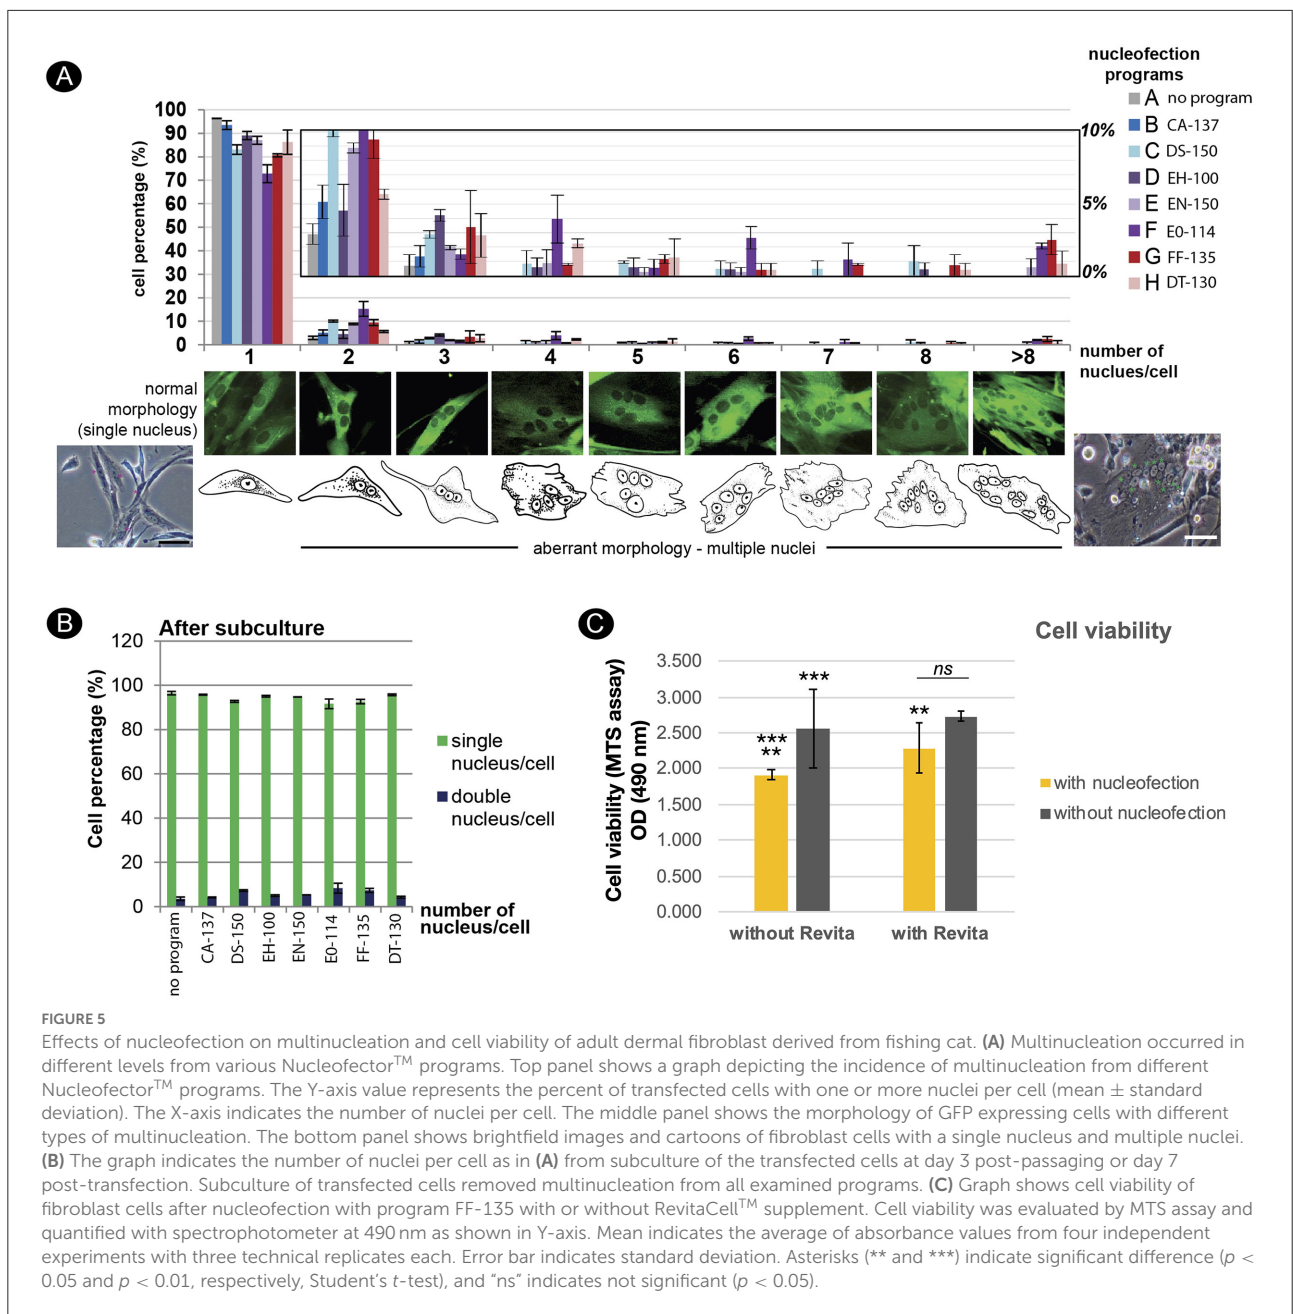 A
nucleofection
programs
A no program
B CA-137
C DS-150
D EH-100
E EN-150
F E0-114
G FF-135
H DT-130
cell percentage (%)
100
90
80
70
60
50
40
30
20
10
0
10%
5%
0%
1 2 3 4 5 6 7 8 >8
number of
nuclues/cell
normal
morphology
(single nucleus)
aberrant morphology - multiple nuclei
B
After subculture
Cell percentage (%)
120
100
80
60
40
20
0
no program
CA-137
DS-150
EH-100
EN-150
E0-114
FF-135
DT-130
number of
nucleus/cell
single
nucleus/cell
double
nucleus/cell
C
Cell viability
Cell viability (MTS assay)
OD (490 nm)
3.500
3.000
2.500
2.000
1.500
1.000
0.500
0.000
***
**
***
**
ns
without Revita
with Revita
with nucleofection
without nucleofection
FIGURE 5
Effects of nucleofection on multinucleation and cell viability of adult dermal fibroblast derived from fishing cat. (A) Multinucleation occurred in
different levels from various Nucleofector™ programs. Top panel shows a graph depicting the incidence of multinucleation from different
Nucleofector™ programs. The Y-axis value represents the percent of transfected cells with one or more nuclei per cell (mean ± standard
deviation). The X-axis indicates the number of nuclei per cell. The middle panel shows the morphology of GFP expressing cells with different
types of multinucleation. The bottom panel shows brightfield images and cartoons of fibroblast cells with a single nucleus and multiple nuclei.
(B) The graph indicates the number of nuclei per cell as in (A) from subculture of the transfected cells at day 3 post-passaging or day 7
post-transfection. Subculture of transfected cells removed multinucleation from all examined programs. (C) Graph shows cell viability of
fibroblast cells after nucleofection with program FF-135 with or without RevitaCell™ supplement. Cell viability was evaluated by MTS assay and
quantified with spectrophotometer at 490 nm as shown in Y-axis. Mean indicates the average of absorbance values from four independent
experiments with three technical replicates each. Error bar indicates standard deviation. Asterisks (** and ***) indicate significant difference (p <
0.05 and p < 0.01, respectively, Student's t-test), and "ns" indicates not significant (p < 0.05).